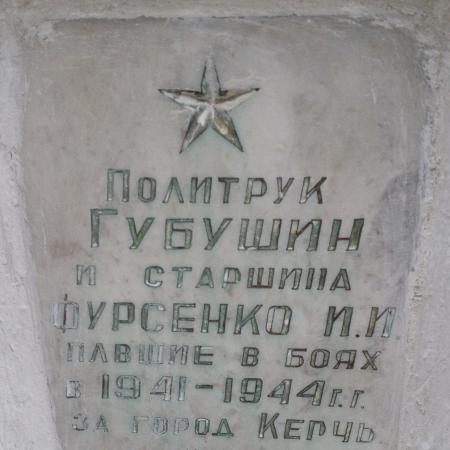 Политрук
Губушин
и старшина
Фурсенко И.И.
павшие в боях
в 1941-1944 г.г.
за город Керчь